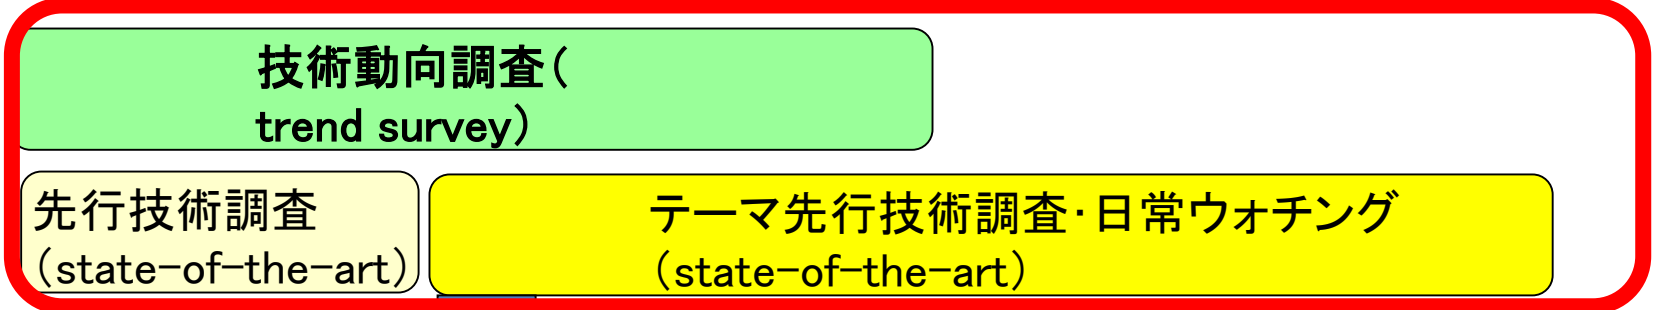 技術動向調査(
trend survey)
先行技術調査
(state-of-the-art)
テーマ先行技術調査・日常ウォチング
(state-of-the-art)